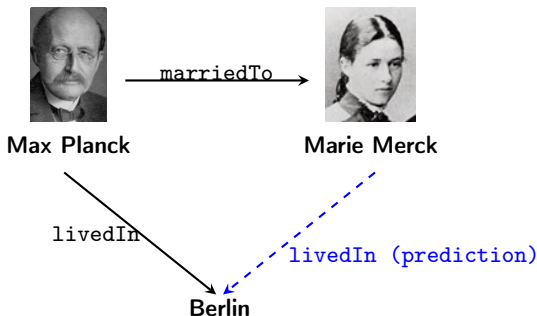 marriedTo
Max Planck
Marie Merck
livedIn
livedIn (prediction)
Berlin